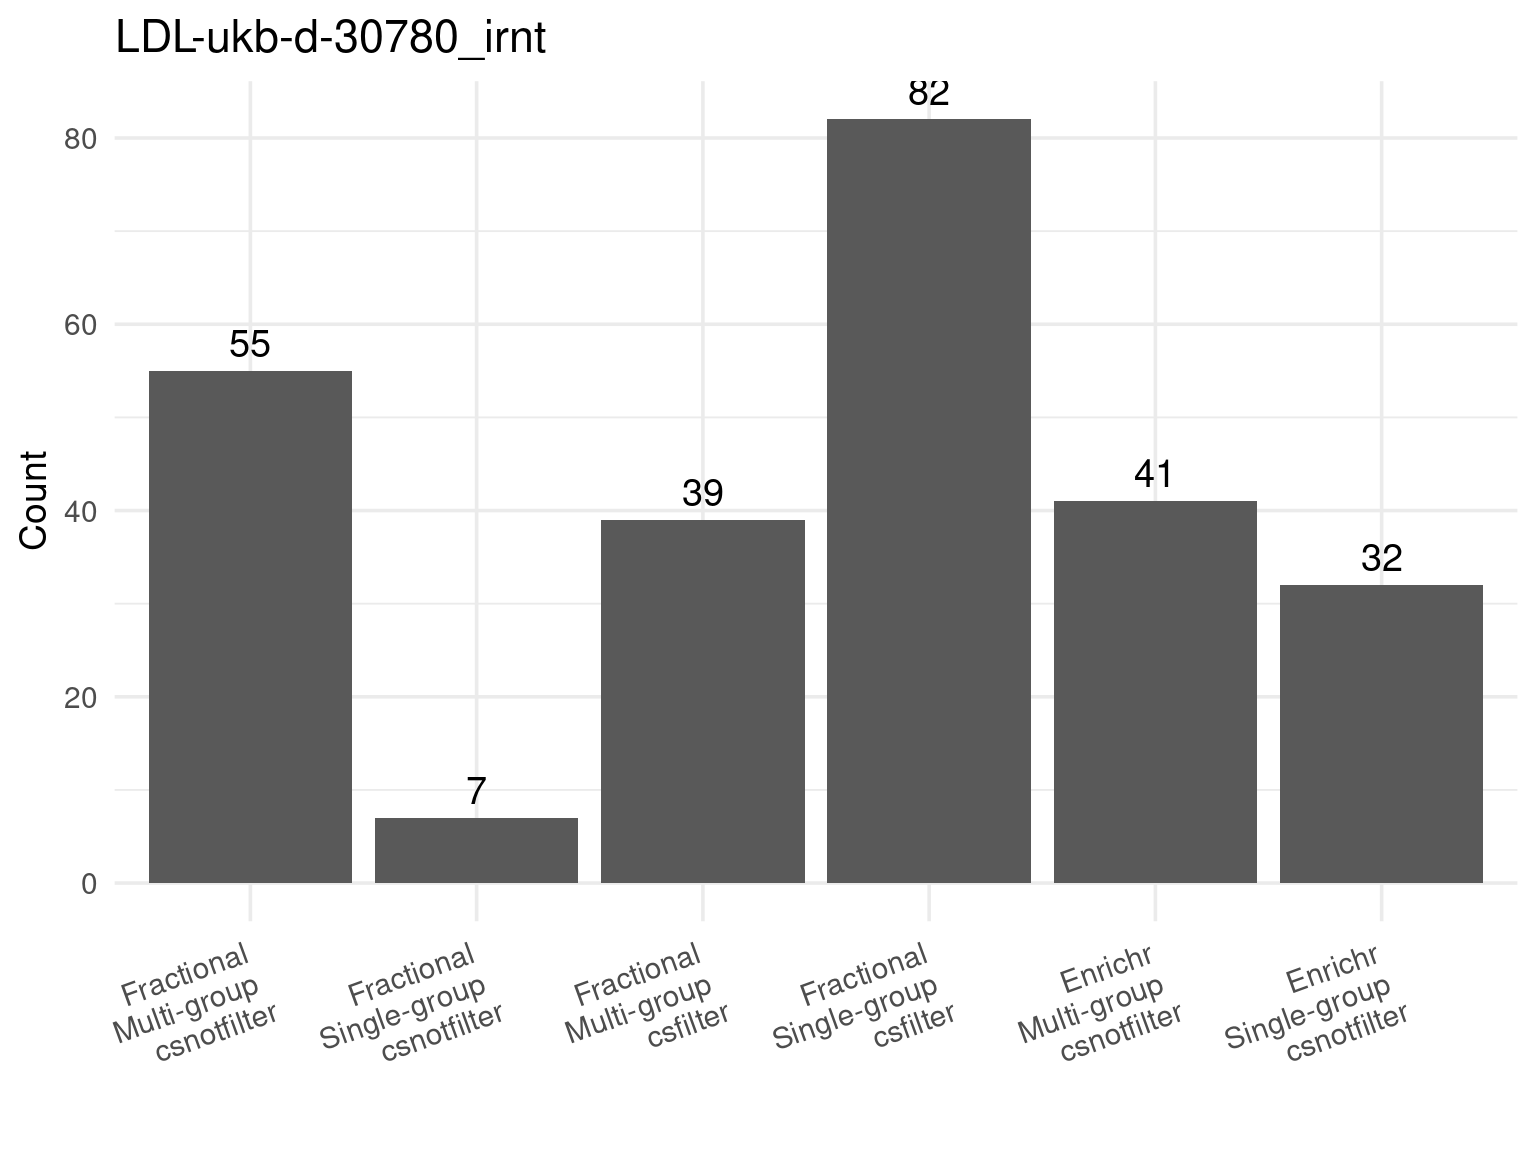 LDL-ukb-d-30780_irnt
Count
80
60
40
20
0
55
7
39
82
41
32
Fractional
Multi-group
csnotfilter
Fractional
Single-group
csnotfilter
Fractional
Multi-group
csfilter
Fractional
Single-group
csfilter
Enrichr
Multi-group
csnotfilter
Enrichr
Single-group
csnotfilter